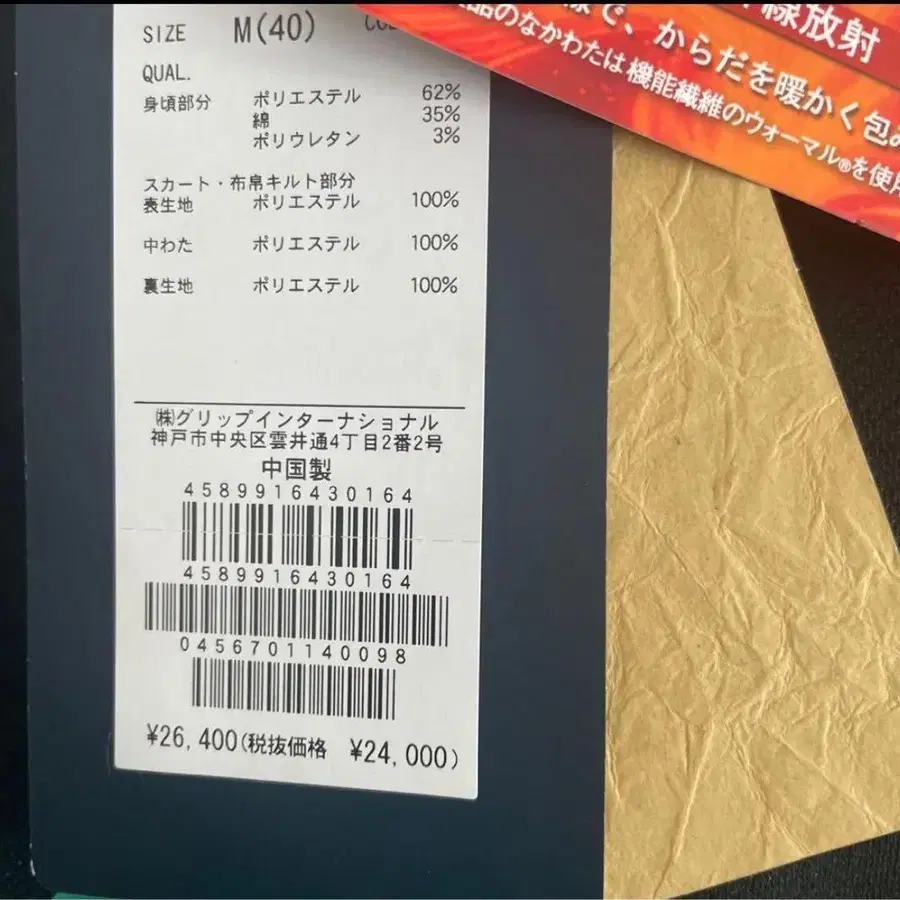 SIZE M(40)
QUAL.
身頃部分 ポリエステル 62%
綿 35%
ポリウレタン 3%
スカート・布帛キルト部分
表生地 ポリエステル 100%
中わた ポリエステル 100%
裏生地 ポリエステル 100%
㈱グリップインターナショナル
神戸市中央区雲井通4丁目2番2号
中国製
4589916430164
4589916430164
0456701140098
¥26,400(税抜価格 ¥24,000)
線放射
で、からだを暖かく包み
品のなかわたは機能繊維のウォーマル®を使用